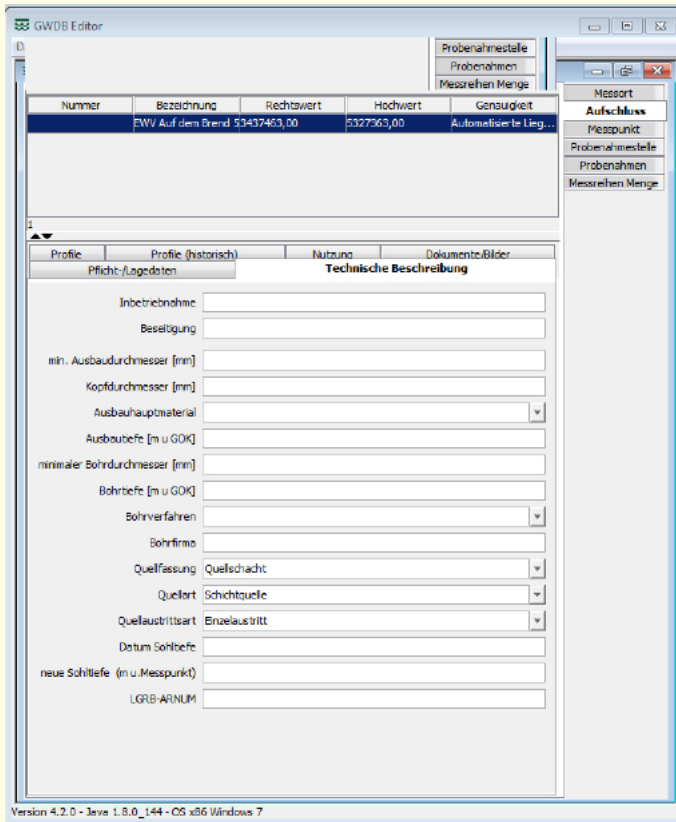 GWDB Editor
Probenahmestelle
Probenahmen
Messreihen Menge
Nummer Bezeichnung Rechtswert Hochwert Genauigkeit
EWV Auf dem Brend 5 3437463,00 5327363,00 Automatisierte Lieg...
Messort
Aufschluss
Messpunkt
Probenahmestelle
Probenahmen
Messreihen Menge
1
Profile Profile (historisch) Nutzung Dokumente/Bilder
Pflicht-/Lagedaten Technische Beschreibung
Inbetriebnahme
Beseitigung
min. Ausbaudurchmesser [mm]
Kopfdurchmesser [mm]
Ausbauhauptmaterial
Ausbautiefe [m u GOK]
minimaler Bohrdurchmesser [mm]
Bohrtiefe [m u GOK]
Bohrverfahren
Bohrfirma
Quellfassung Quelschacht
Quellart Schichtquelle
Quellaustrittsart Einzelaustritt
Datum Sohltiefe
neue Sohltiefe (m u.Messpunkt)
LGRB-ARNUM
Version 4.2.0 - Java 1.8.0_144 - OS x86 Windows 7